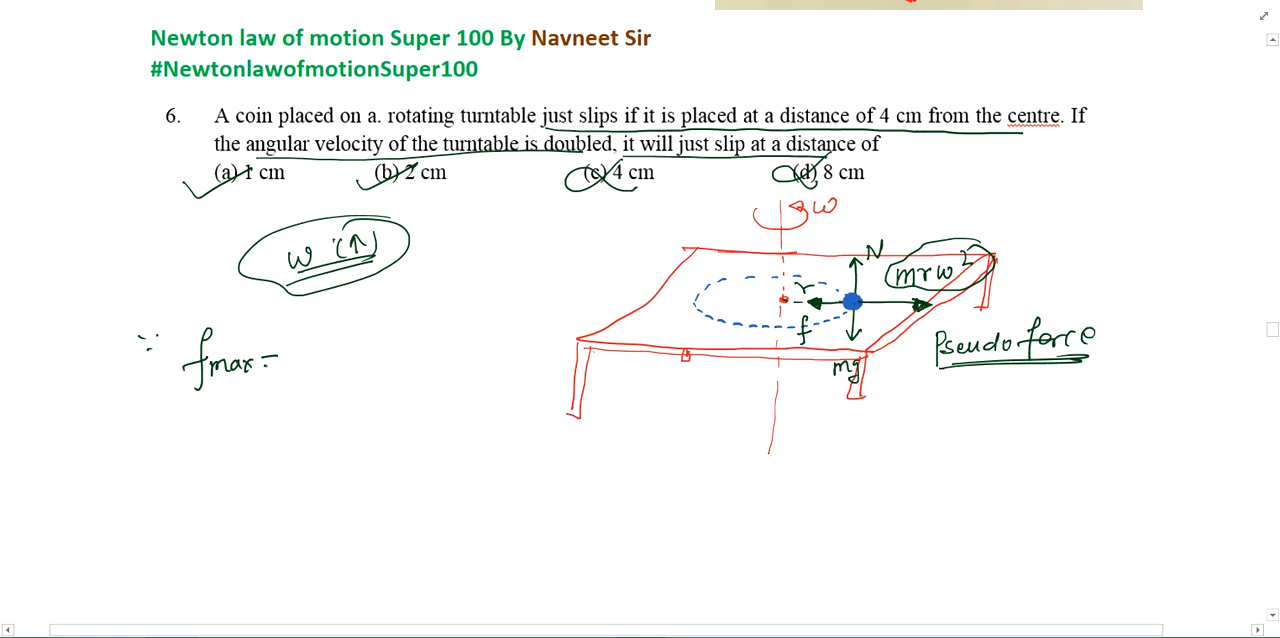 Newton law of motion Super 100 By Navneet Sir
#NewtonlawofmotionSuper100
6. A coin placed on a. rotating turntable just slips if it is placed at a distance of 4 cm from the centre. If
the angular velocity of the turntable is doubled, it will just slip at a distance of
(a) 1 cm (b) 2 cm (c) 4 cm (d) 8 cm
ω
ω (↑)
N
mrω²
r
f
Pseudo force
mg
∵ fmax =